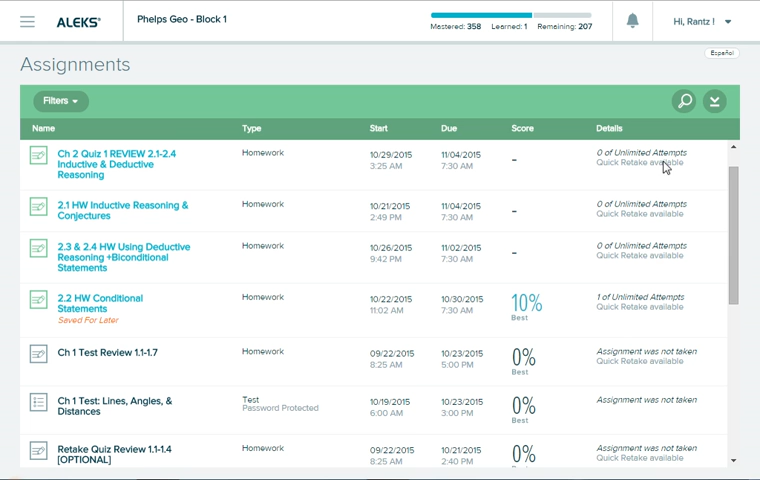 ALEKS®
Phelps Geo - Block 1
Mastered: 358 Learned: 1 Remaining: 207
Hi, Rantz !
Español
Assignments
Filters
Name Type Start Due Score Details
Ch 2 Quiz 1 REVIEW 2.1-2.4 Homework 10/29/2015 11/04/2015 – 0 of Unlimited Attempts
Inductive & Deductive 3:25 AM 7:30 AM Quick Retake available
Reasoning
2.1 HW Inductive Reasoning & Homework 10/21/2015 11/04/2015 – 0 of Unlimited Attempts
Conjectures 2:49 PM 7:30 AM Quick Retake available
2.3 & 2.4 HW Using Deductive Homework 10/26/2015 11/02/2015 – 0 of Unlimited Attempts
Reasoning +Biconditional 9:42 PM 7:30 AM Quick Retake available
Statements
2.2 HW Conditional Homework 10/22/2015 10/30/2015 10% 1 of Unlimited Attempts
Statements 11:02 AM 7:30 AM Best Quick Retake available
Saved For Later
Ch 1 Test Review 1.1-1.7 Homework 09/22/2015 10/23/2015 0% Assignment was not taken
8:25 AM 5:00 PM Best Quick Retake available
Ch 1 Test: Lines, Angles, & Test 10/19/2015 10/23/2015 0% Assignment was not taken
Distances Password Protected 6:00 AM 3:00 PM Best
Retake Quiz Review 1.1-1.4 Homework 09/22/2015 10/21/2015 0% Assignment was not taken
[OPTIONAL] 8:25 AM 2:40 PM Best Quick Retake available